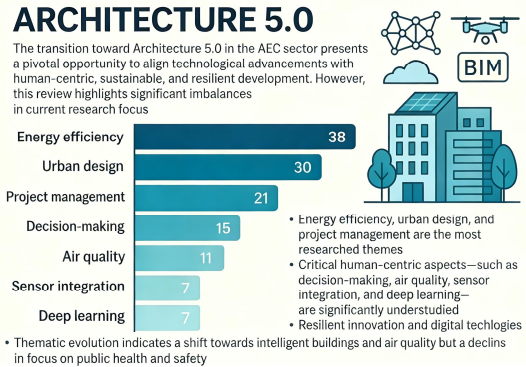 ARCHITECTURE 5.0
The transition toward Architecture 5.0 in the AEC sector presents
a pivotal opportunity to align technological advancements with
human-centric, sustainable, and resilient development. However,
this review highlights significant imbalances
in current research focus
BIM
Energy efficiency 38
Urban design 30
Project management 21
Decision-making 15
Air quality 11
Sensor integration 7
Deep learning 7
• Energy efficiency, urban design, and
project management are the most
researched themes
• Critical human-centric aspects—such as
decision-making, air quality, sensor
integration, and deep learning—
are significantly understudied
• Resilient innovation and digital techlogies
• Thematic evolution indicates a shift towards intelligent buildings and air quality but a declins
in focus on public health and safety